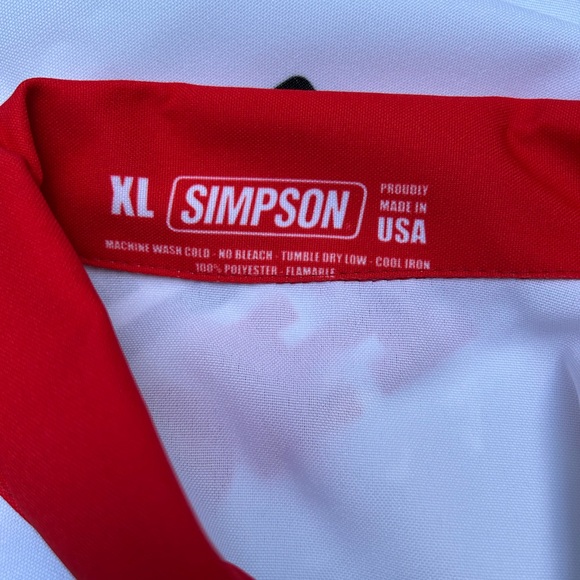 XL SIMPSON PROUDLY
MADE IN
USA
MACHINE WASH COLD - NO BLEACH - TUMBLE DRY LOW - COOL IRON
100% POLYESTER - FLAMABLE